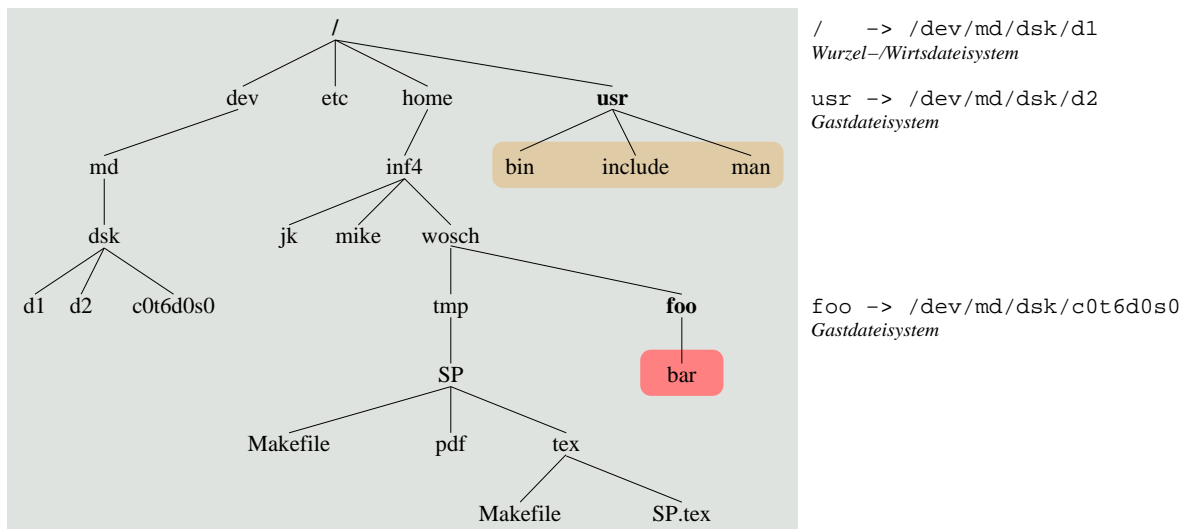 /
/ -> /dev/md/dsk/d1
Wurzel-/Wirtsdateisystem
dev etc home usr
usr -> /dev/md/dsk/d2
Gastdateisystem
md inf4 bin include man
dsk jk mike wosch
d1 d2 c0t6d0s0 tmp foo
foo -> /dev/md/dsk/c0t6d0s0
Gastdateisystem
SP bar
Makefile pdf tex
Makefile SP.tex